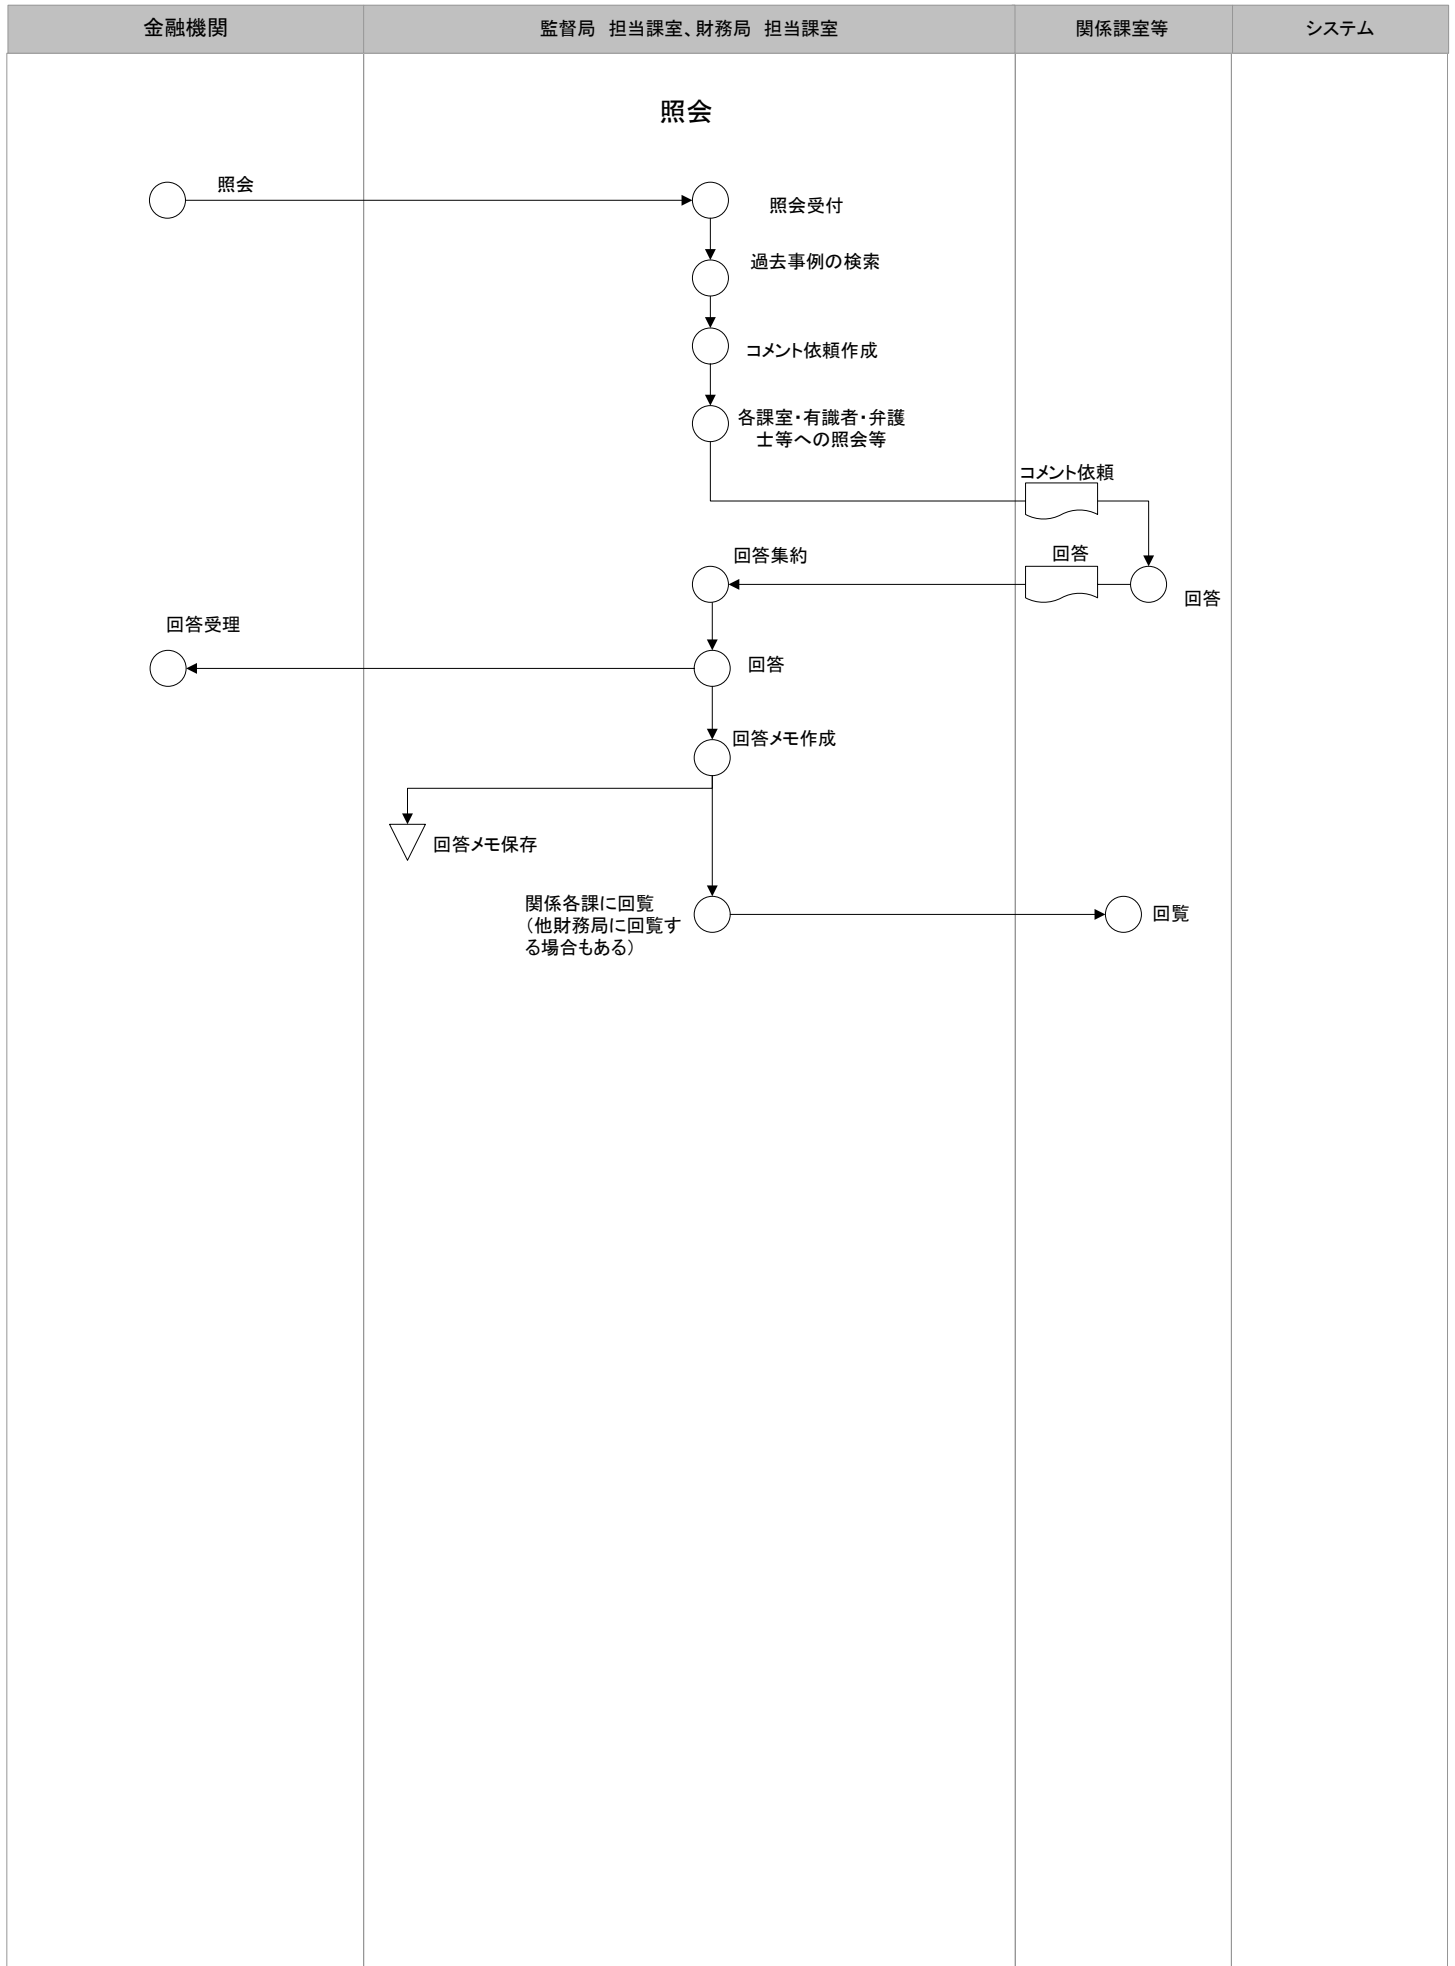 金融機関
監督局　担当課室、財務局　担当課室
関係課室等
システム
照会
照会
照会受付
過去事例の検索
コメント依頼作成
各課室・有識者・弁護
士等への照会等
コメント依頼
回答集約
回答
回答
回答受理
回答
回答メモ作成
回答メモ保存
関係各課に回覧
（他財務局に回覧す
る場合もある）
回覧